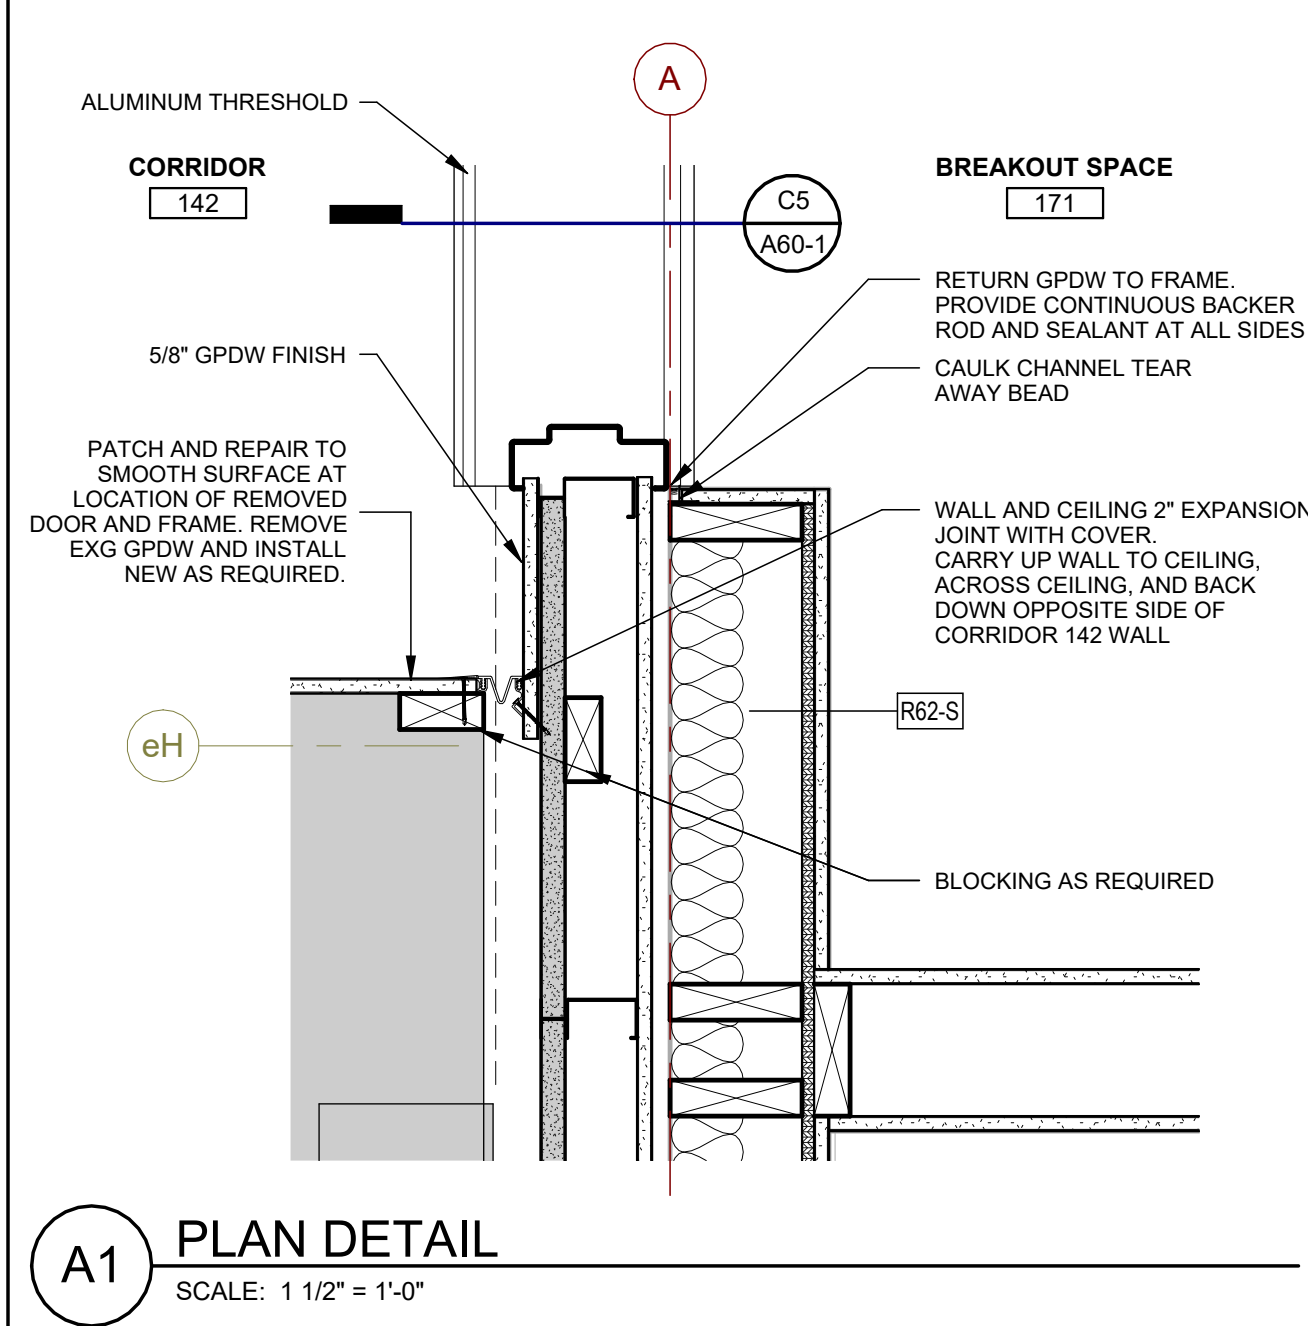 A
ALUMINUM THRESHOLD
CORRIDOR
142
BREAKOUT SPACE
171
C5
A60-1
RETURN GPDW TO FRAME.
PROVIDE CONTINUOUS BACKER
ROD AND SEALANT AT ALL SIDES
5/8" GPDW FINISH
CAULK CHANNEL TEAR
AWAY BEAD
PATCH AND REPAIR TO
SMOOTH SURFACE AT
LOCATION OF REMOVED
DOOR AND FRAME. REMOVE
EXG GPDW AND INSTALL
NEW AS REQUIRED.
WALL AND CEILING 2" EXPANSION
JOINT WITH COVER.
CARRY UP WALL TO CEILING,
ACROSS CEILING, AND BACK
DOWN OPPOSITE SIDE OF
CORRIDOR 142 WALL
R62-S
eH
BLOCKING AS REQUIRED
A1
PLAN DETAIL
SCALE: 1 1/2" = 1'-0"